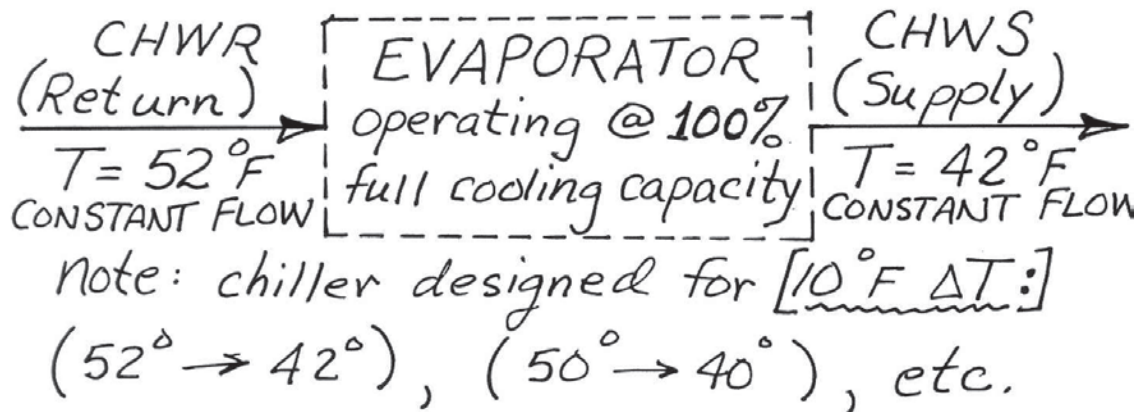 CHWR
(Return)
T = 52°F
CONSTANT FLOW
EVAPORATOR
operating @ 100%
full cooling capacity
CHWS
(Supply)
T = 42°F
CONSTANT FLOW
note: chiller designed for [10°F ΔT:]
(52° → 42°), (50° → 40°), etc.